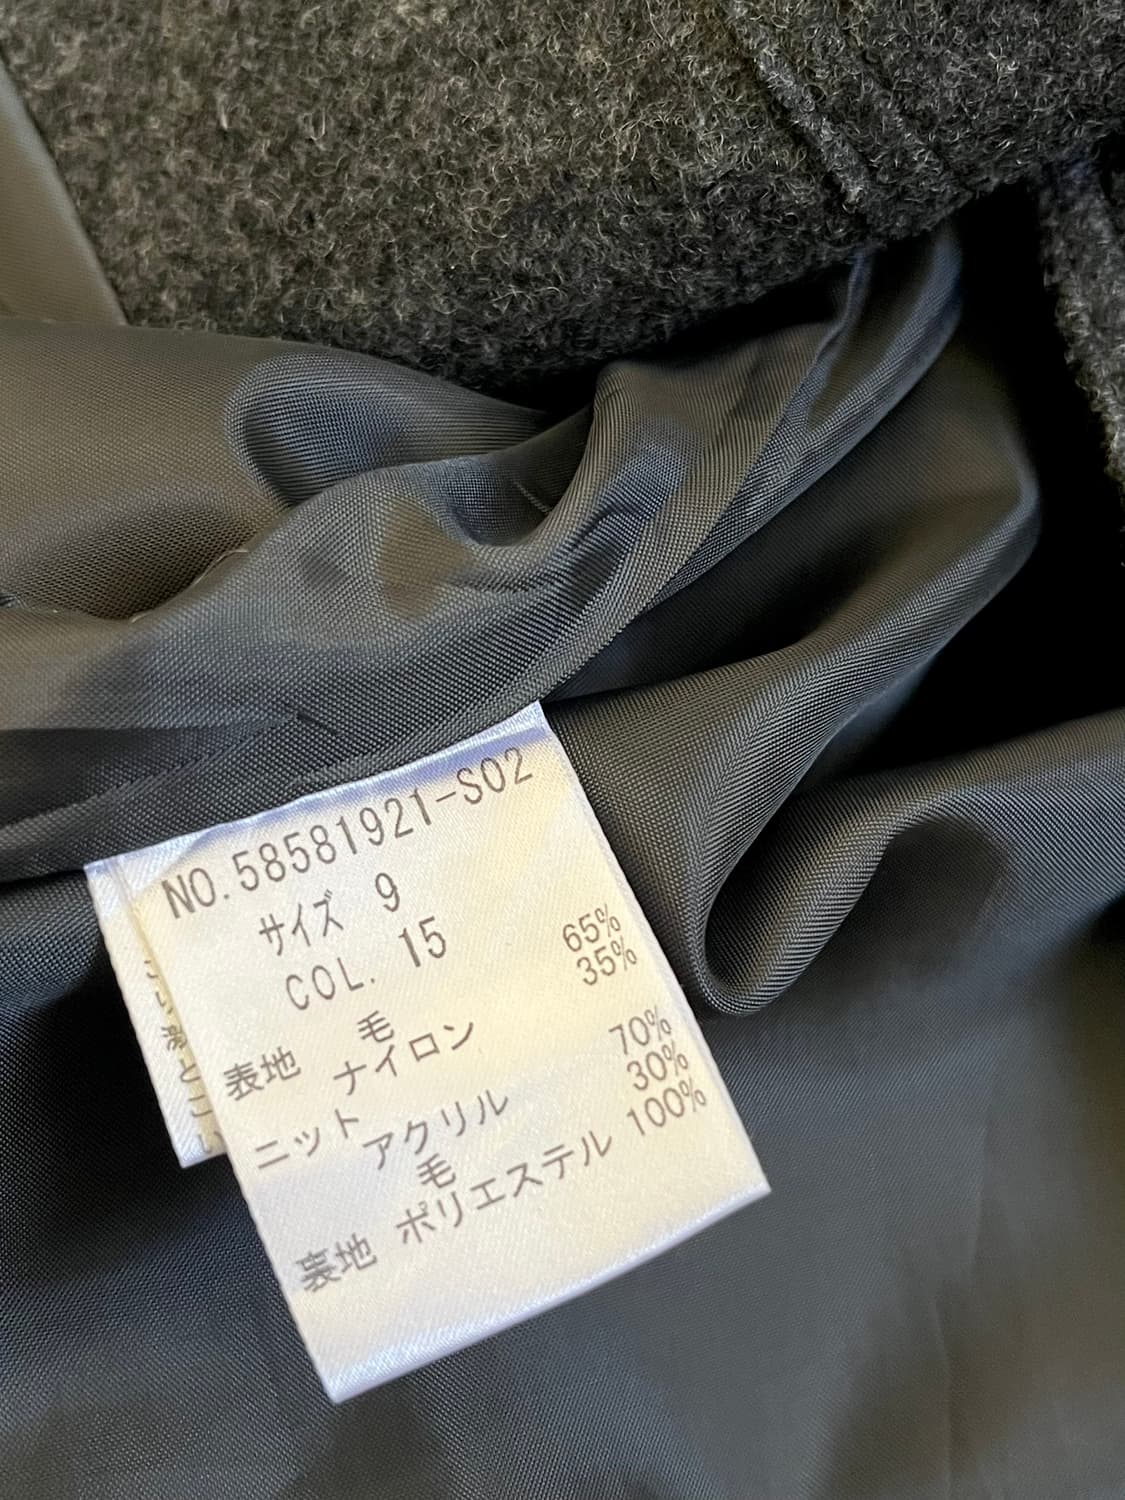 NO.58581921-S02
サイズ 9
COL. 15
表地 毛 65%
ナイロン 35%
ニット アクリル 70%
毛 30%
裏地 ポリエステル 100%